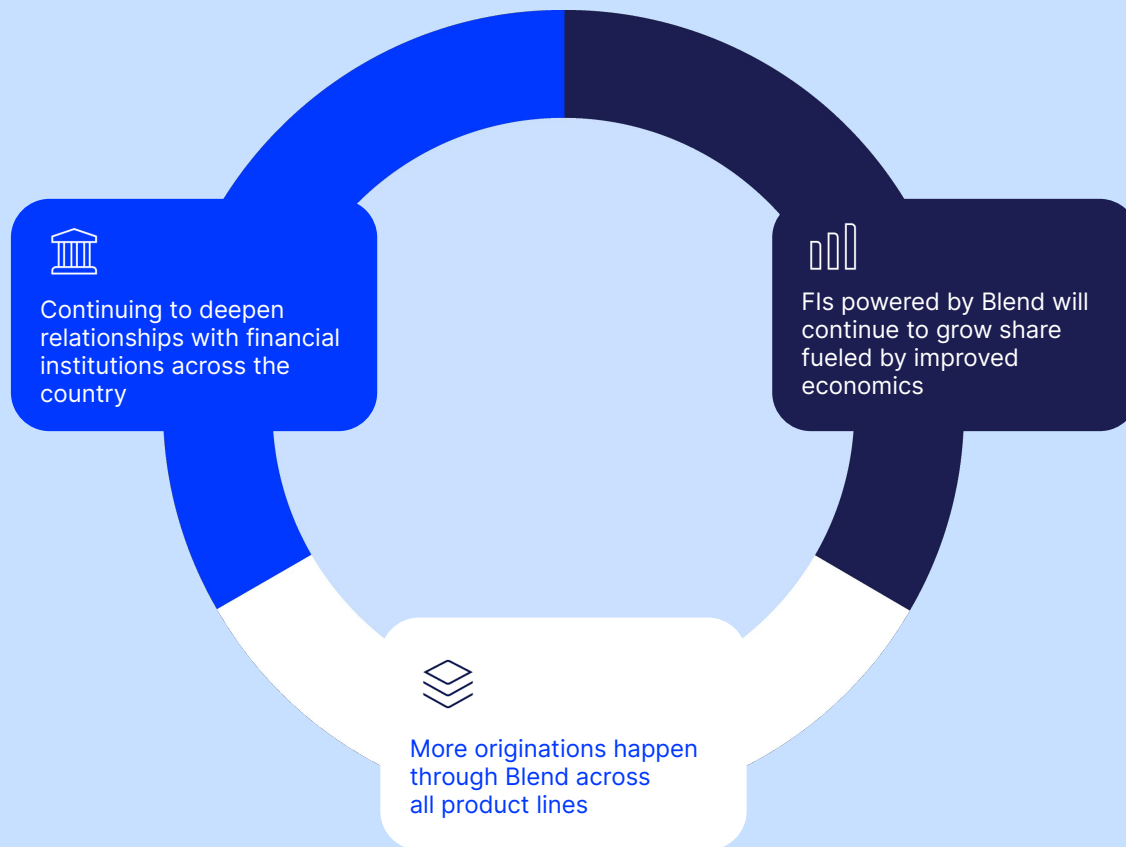 Continuing to deepen
relationships with financial
institutions across the
country
FIs powered by Blend will
continue to grow share
fueled by improved
economics
More originations happen
through Blend across
all product lines